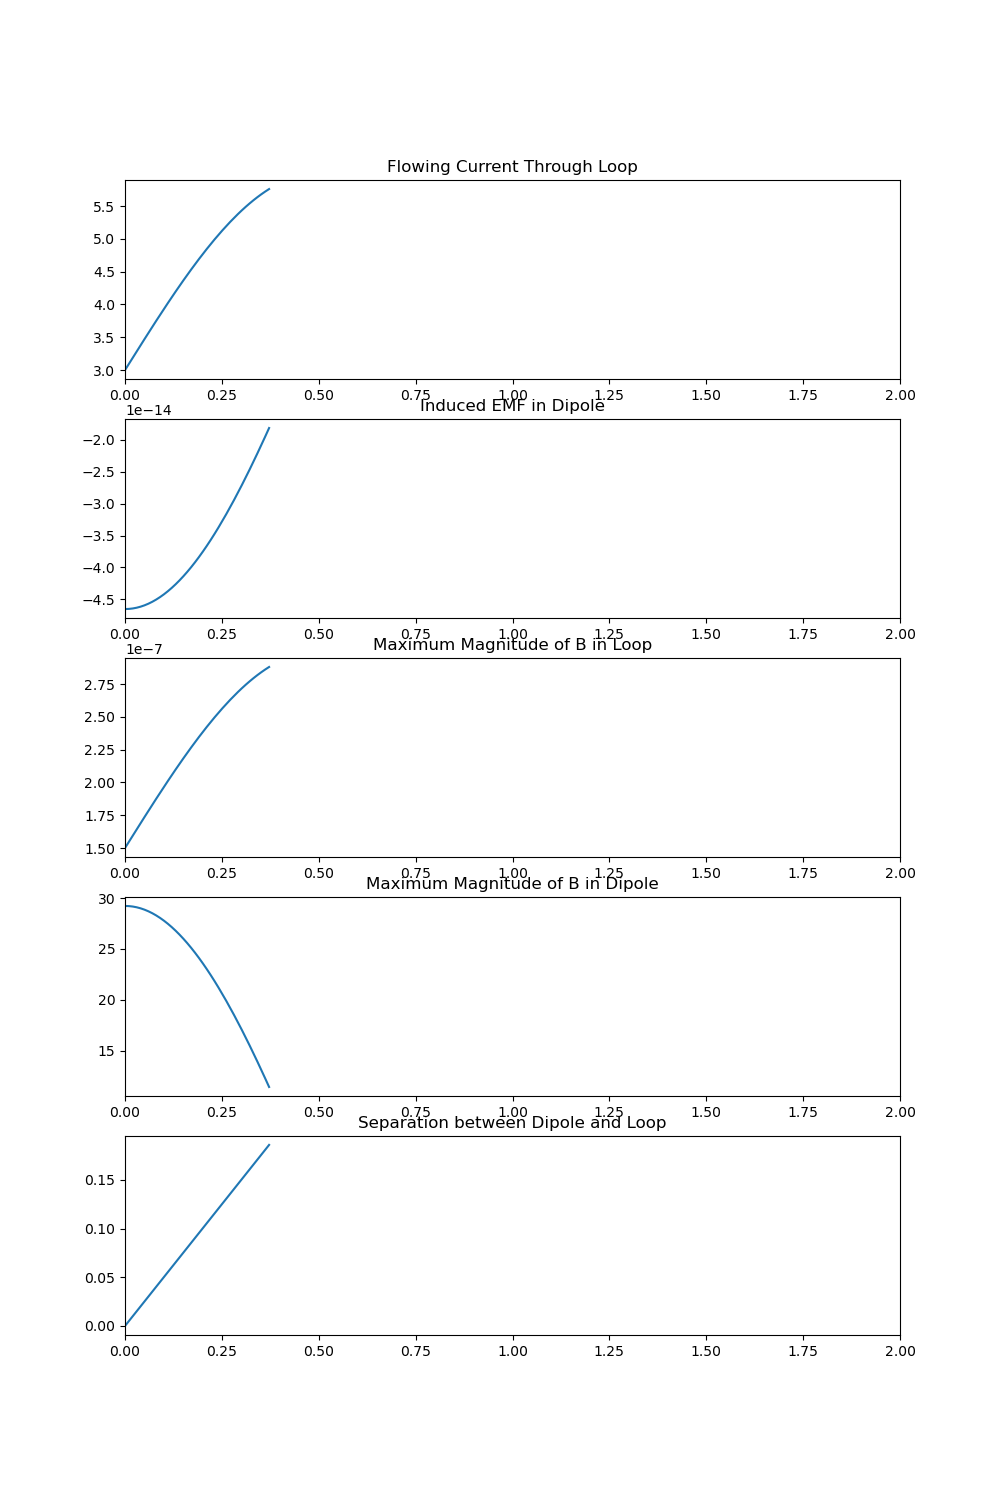 Flowing Current Through Loop
5.5
5.0
4.5
4.0
3.5
3.0
0.00 0.25 0.50 0.75 1.00 1.25 1.50 1.75 2.00
1e−14
Induced EMF in Dipole
−2.0
−2.5
−3.0
−3.5
−4.0
−4.5
0.00 0.25 0.50 0.75 1.00 1.25 1.50 1.75 2.00
1e−7
Maximum Magnitude of B in Loop
2.75
2.50
2.25
2.00
1.75
1.50
0.00 0.25 0.50 0.75 1.00 1.25 1.50 1.75 2.00
Maximum Magnitude of B in Dipole
30
25
20
15
0.00 0.25 0.50 0.75 1.00 1.25 1.50 1.75 2.00
Separation between Dipole and Loop
0.15
0.10
0.05
0.00
0.00 0.25 0.50 0.75 1.00 1.25 1.50 1.75 2.00